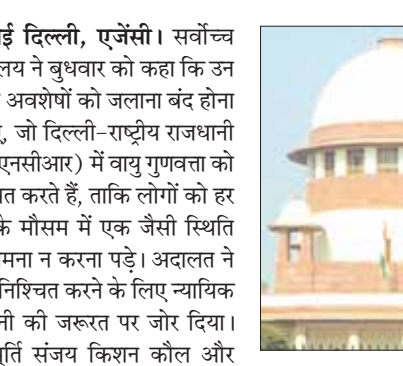 ई दिल्ली, एजेंसी। सर्वोच्च
लय ने बुधवार को कहा कि उन
अवशेषों को जलाना बंद होना
, जो दिल्ली-राष्ट्रीय राजधानी
एनसीआर) में वायु गुणवत्ता को
त करते हैं, ताकि लोगों को हर
के मौसम में एक जैसी स्थिति
मना न करना पड़े। अदालत ने
निश्चित करने के लिए न्यायिक
नी की जरूरत पर जोर दिया।
र्ति संजय किशन कौल और